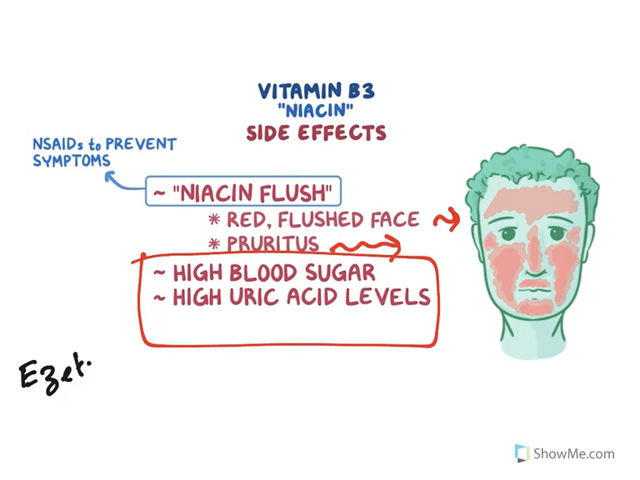 VITAMIN B3
"NIACIN"
SIDE EFFECTS
NSAIDs to PREVENT
SYMPTOMS
~ "NIACIN FLUSH"
* RED, FLUSHED FACE
* PRURITUS
~ HIGH BLOOD SUGAR
~ HIGH URIC ACID LEVELS
Ezet.
ShowMe.com